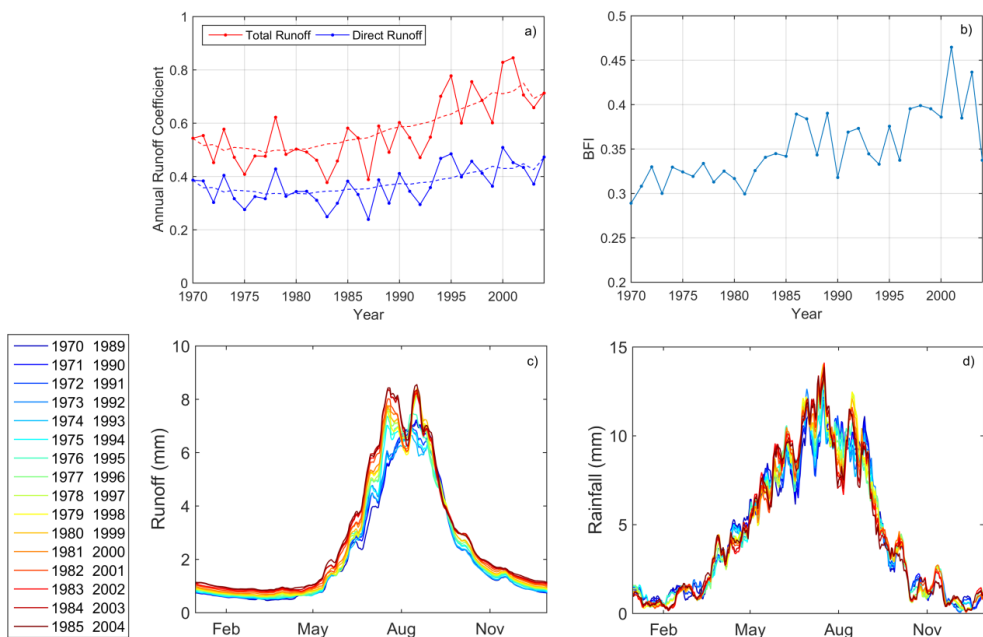 a)
Total Runoff Direct Runoff
Annual Runoff Coefficient
1
0.8
0.6
0.4
0.2
0
1970 1975 1980 1985 1990 1995 2000
Year
b)
BFI
0.5
0.45
0.4
0.35
0.3
0.25
0.2
1970 1975 1980 1985 1990 1995 2000
Year
1970 1989
1971 1990
1972 1991
1973 1992
1974 1993
1975 1994
1976 1995
1977 1996
1978 1997
1979 1998
1980 1999
1981 2000
1982 2001
1983 2002
1984 2003
1985 2004
c)
Runoff (mm)
10
8
6
4
2
0
Feb May Aug Nov
d)
Rainfall (mm)
15
10
5
0
Feb May Aug Nov